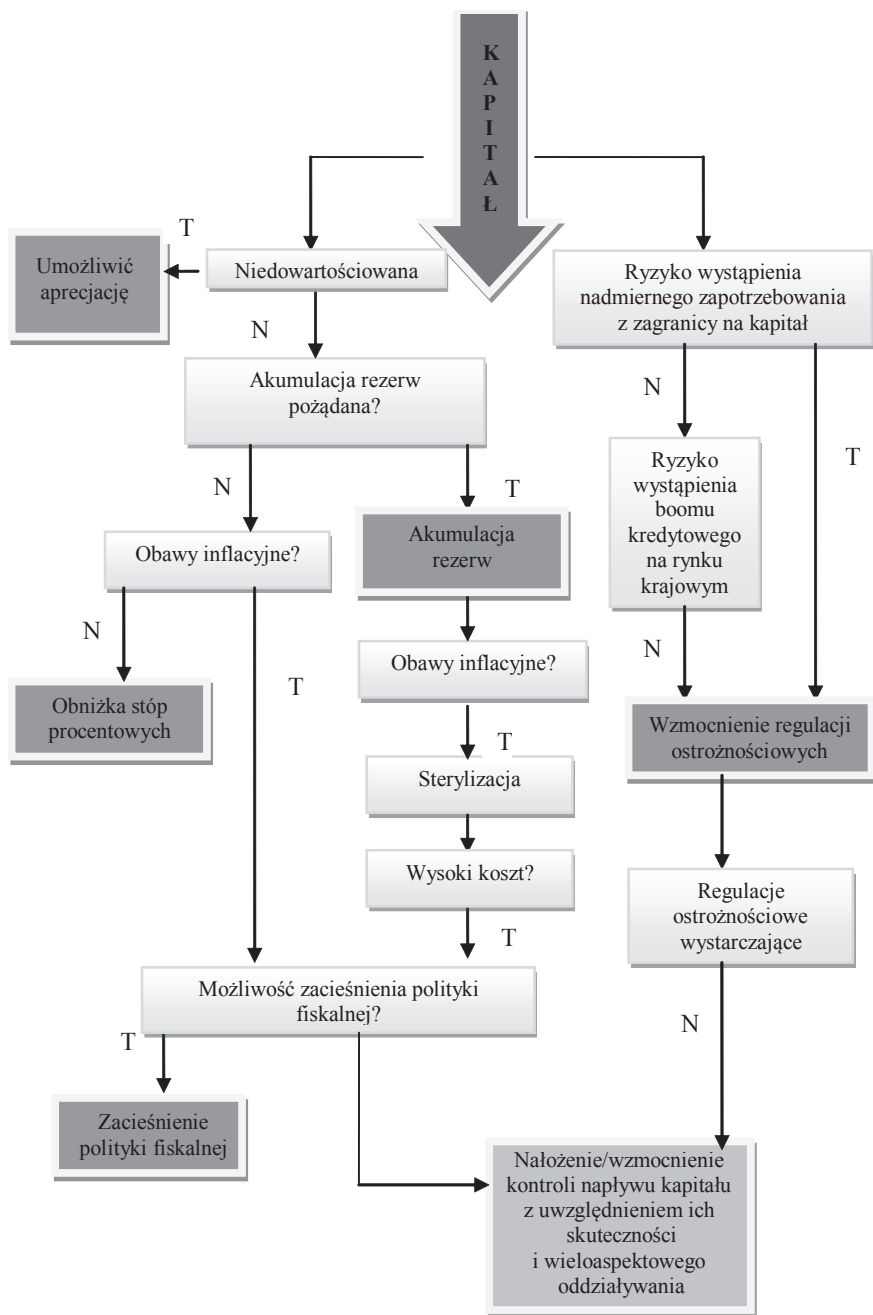 K
A
P
I
T
A
Ł
T
Umożliwić
aprecjację
Niedowartościowana
Ryzyko wystąpienia
nadmiernego zapotrzebowania
z zagranicy na kapitał
N
Akumulacja rezerw
pożądana?
N
N
T
T
Ryzyko
wystąpienia
boomu
kredytowego
na rynku
krajowym
Obawy inflacyjne?
Akumulacja
rezerw
N
N
Obawy inflacyjne?
T
Obniżka stóp
procentowych
Wzmocnienie regulacji
ostrożnościowych
T
Sterylizacja
Wysoki koszt?
Regulacje
ostrożnościowe
wystarczające
T
Możliwość zacieśnienia polityki
fiskalnej?
N
T
Zacieśnienie
polityki fiskalnej
Nałożenie/wzmocnienie
kontroli napływu kapitału
z uwzględnieniem ich
skuteczności
i wieloaspektowego
oddziaływania